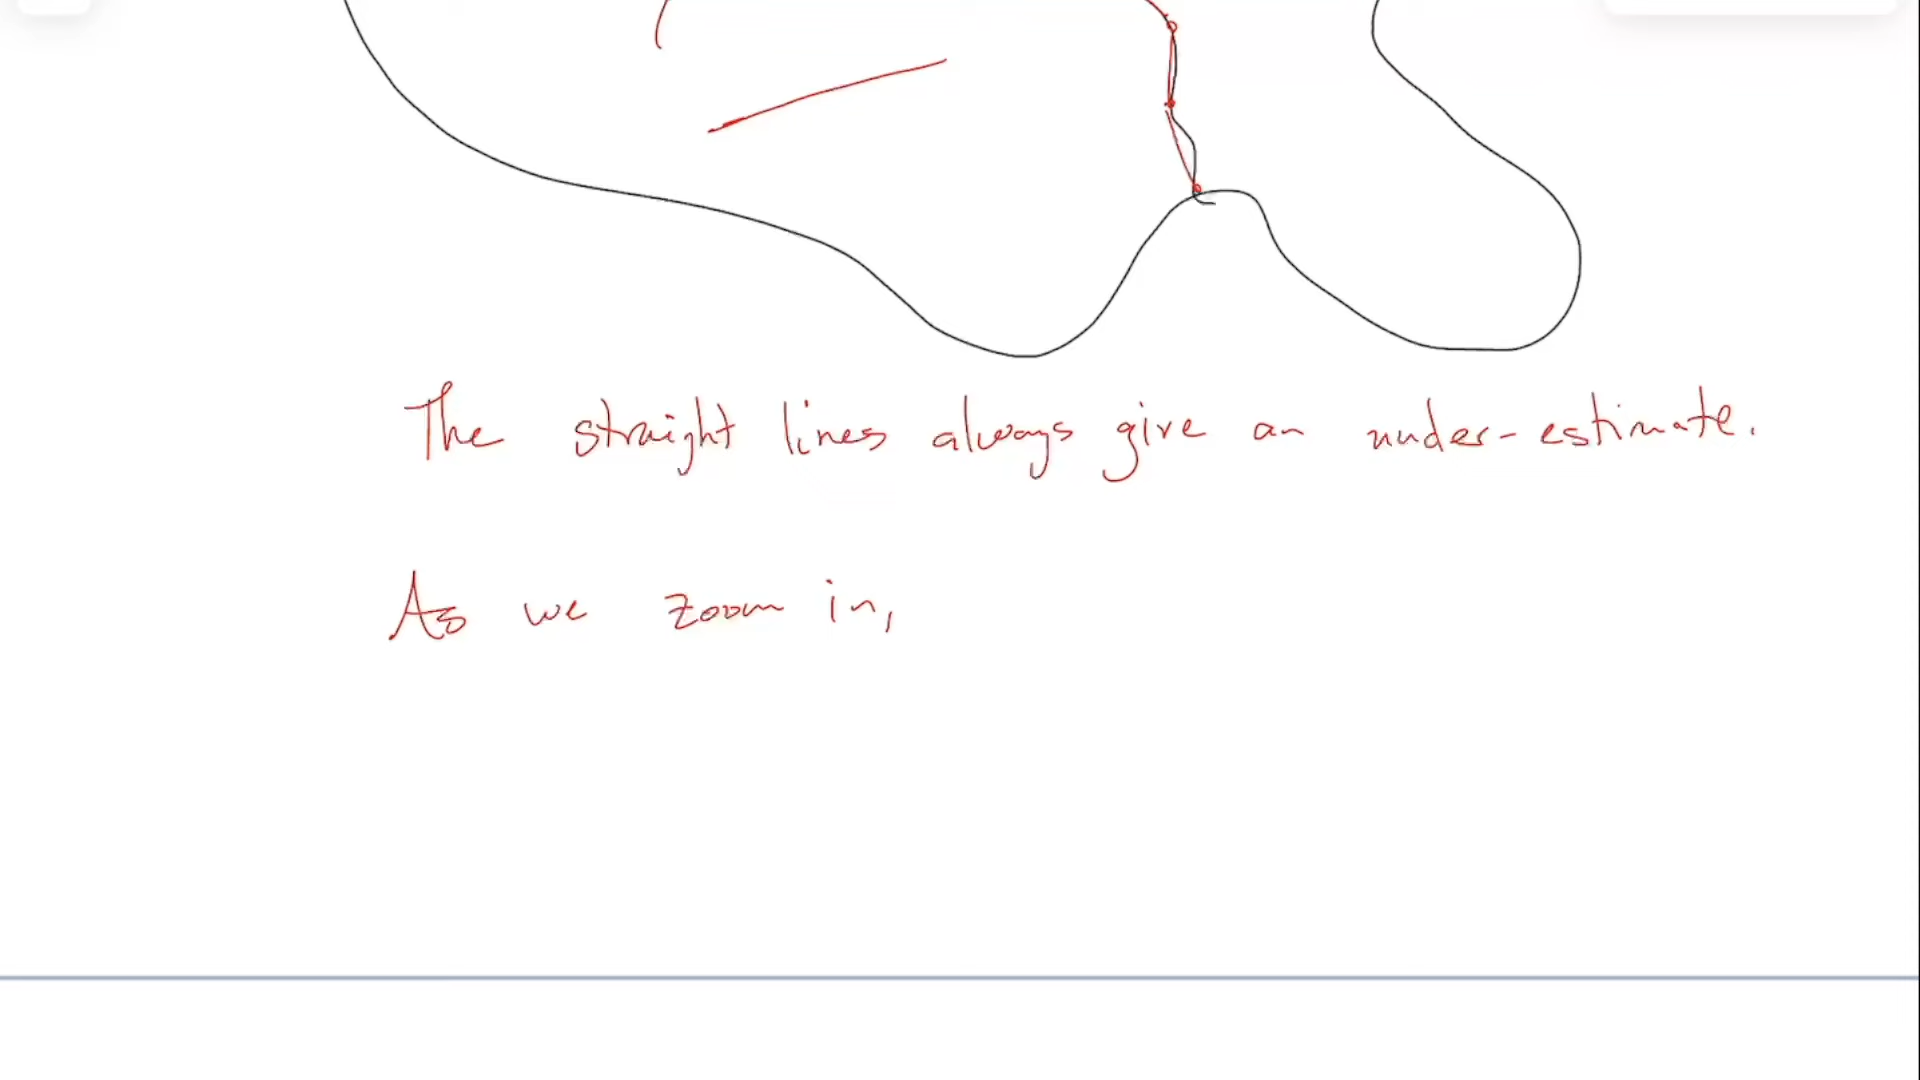 The straight lines always give an under-estimate.
As we zoom in,